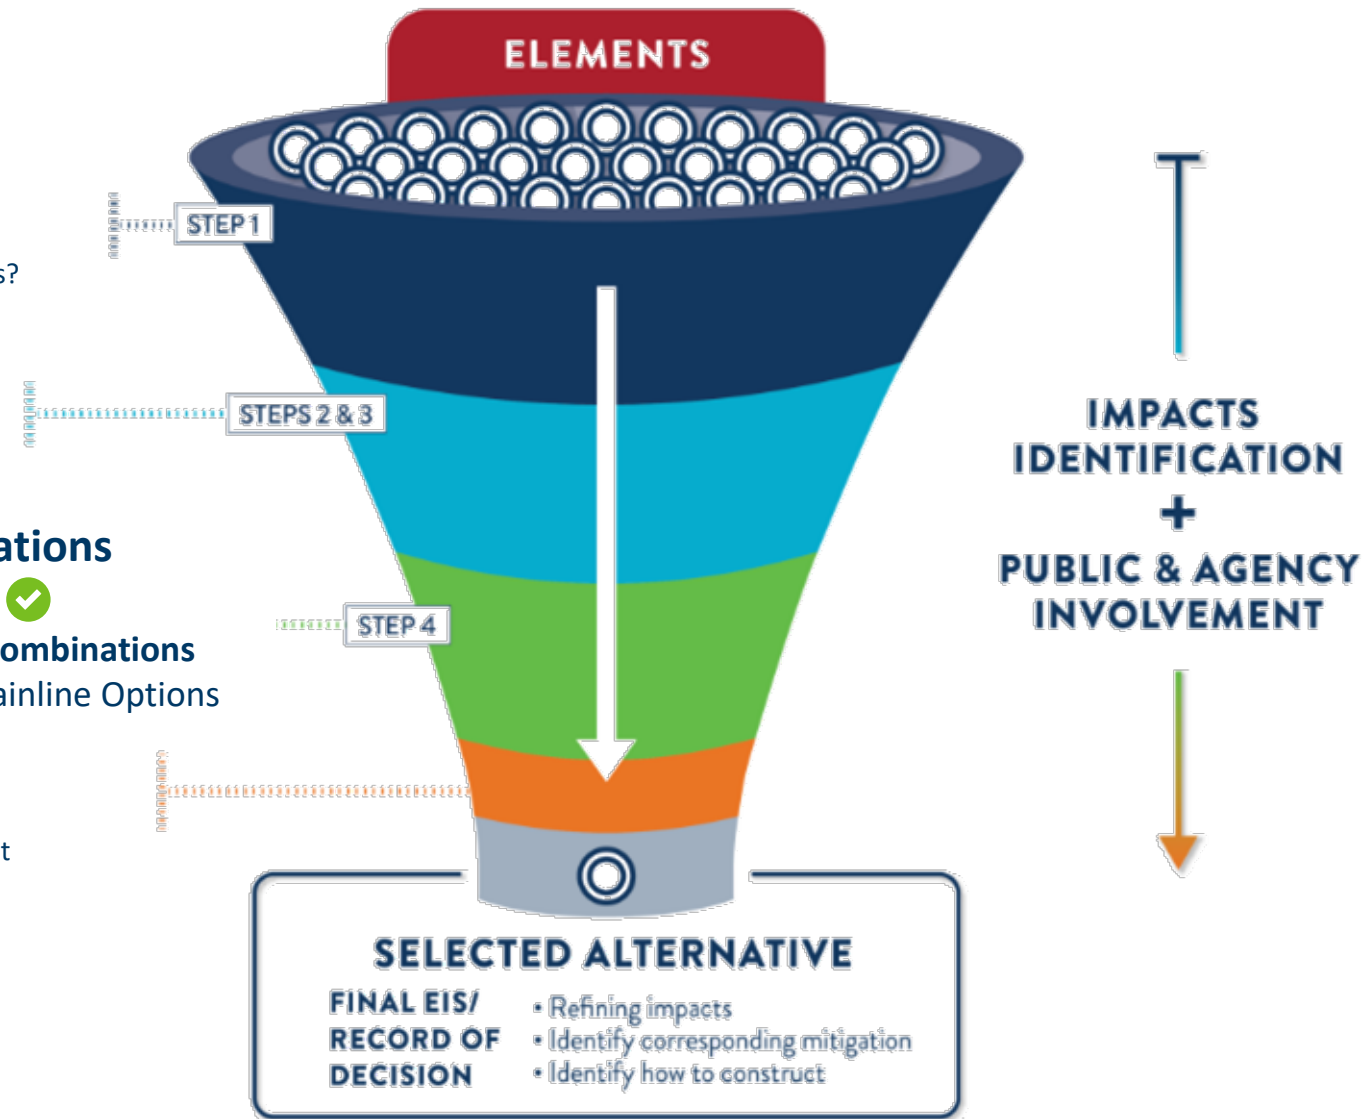 ELEMENTS
STEP 1
s?
STEPS 2 & 3
ations
STEP 4
ombinations
ainline Options
t
IMPACTS
IDENTIFICATION
+
PUBLIC & AGENCY
INVOLVEMENT
SELECTED ALTERNATIVE
FINAL EIS/
RECORD OF
DECISION
• Refining impacts
• Identify corresponding mitigation
• Identify how to construct